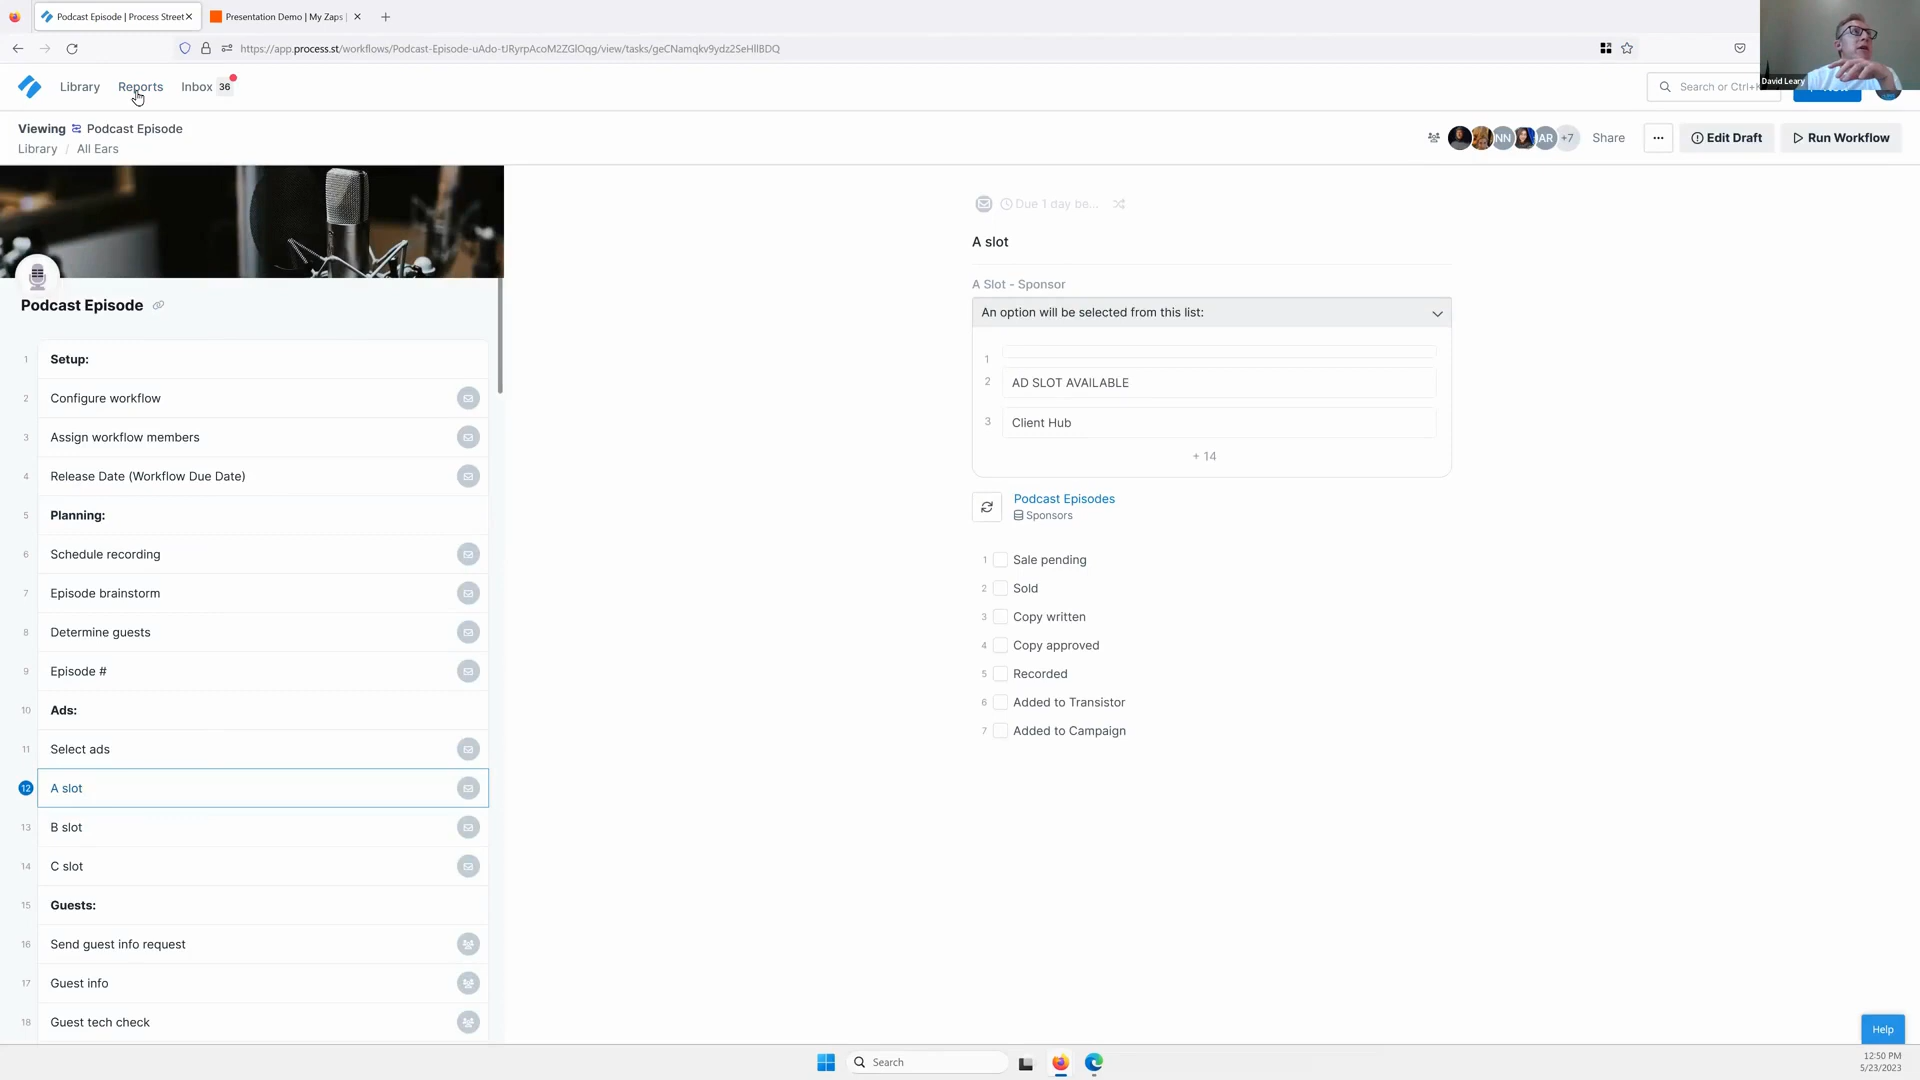 Podcast Episode | Process Street
Presentation Demo | My Zaps |
https://app.process.st/workflows/Podcast-Episode-uAdo-tJRyrpAcoM2ZGlOqg/view/tasks/geCNamqkv9ydz2SeHllBDQ
Library
Reports
Inbox 36
Search or Ctrl+K
David Leary
Viewing Podcast Episode
Library / All Ears
NN
AR
+7
Share
Edit Draft
Run Workflow
Podcast Episode
1 Setup:
2 Configure workflow
3 Assign workflow members
4 Release Date (Workflow Due Date)
5 Planning:
6 Schedule recording
7 Episode brainstorm
8 Determine guests
9 Episode #
10 Ads:
11 Select ads
12 A slot
13 B slot
14 C slot
15 Guests:
16 Send guest info request
17 Guest info
18 Guest tech check
Due 1 day be...
A slot
A Slot - Sponsor
An option will be selected from this list:
1
2 AD SLOT AVAILABLE
3 Client Hub
+ 14
Podcast Episodes
Sponsors
1 Sale pending
2 Sold
3 Copy written
4 Copy approved
5 Recorded
6 Added to Transistor
7 Added to Campaign
Help
Search
12:50 PM
5/23/2023